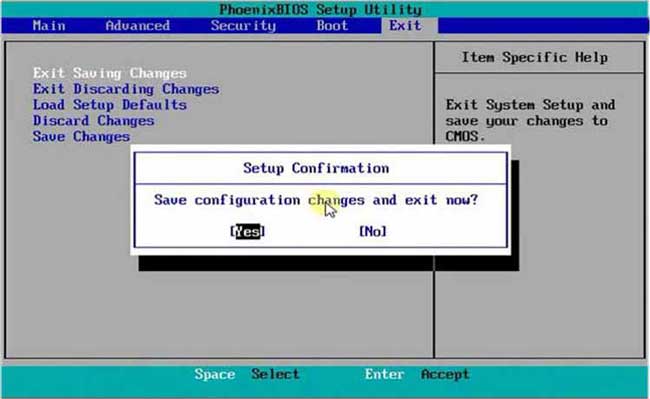 PhoenixBIOS Setup Utility
Main Advanced Security Boot Exit
Exit Saving Changes
Exit Discarding Changes
Load Setup Defaults
Discard Changes
Save Changes
Item Specific Help
Exit System Setup and
save your changes to
CMOS.
Setup Confirmation
Save configuration changes and exit now?
[Yes] [No]
Space Select Enter Accept